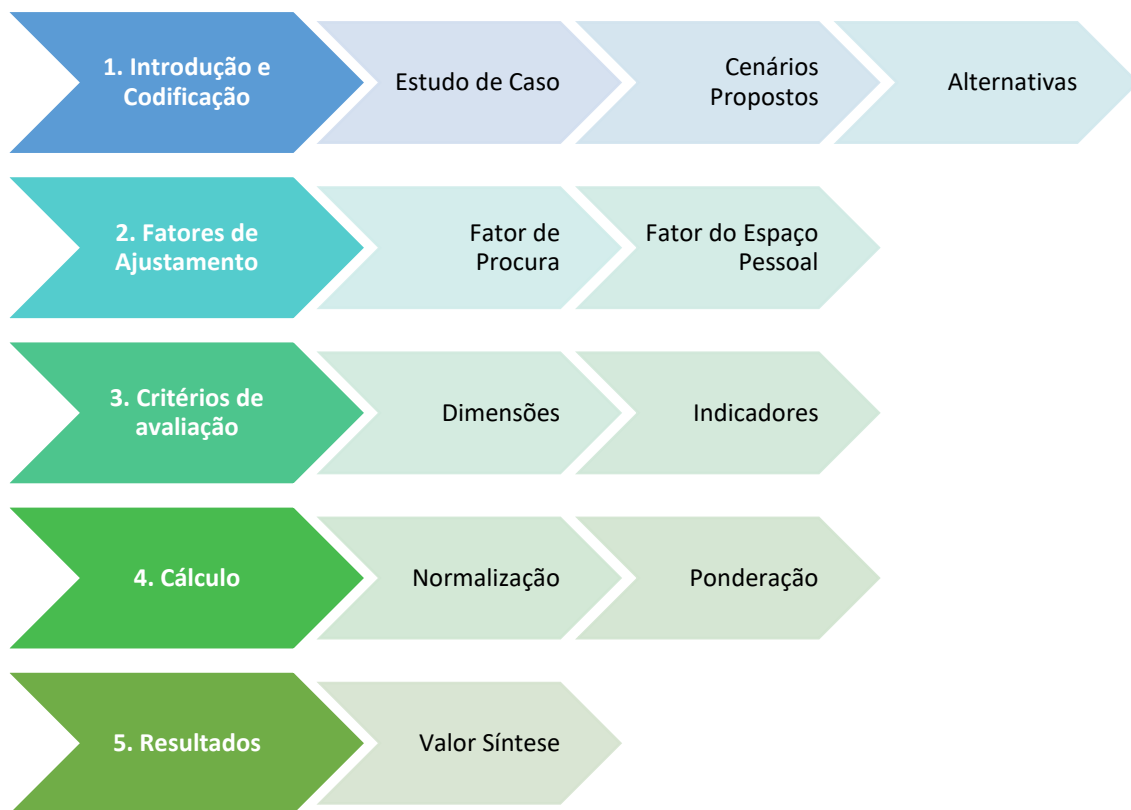 1. Introdução e
Codificação
Estudo de Caso
Cenários
Propostos
Alternativas
2. Fatores de
Ajustamento
Fator de
Procura
Fator do Espaço
Pessoal
3. Critérios de
avaliação
Dimensões
Indicadores
4. Cálculo
Normalização
Ponderação
5. Resultados
Valor Síntese